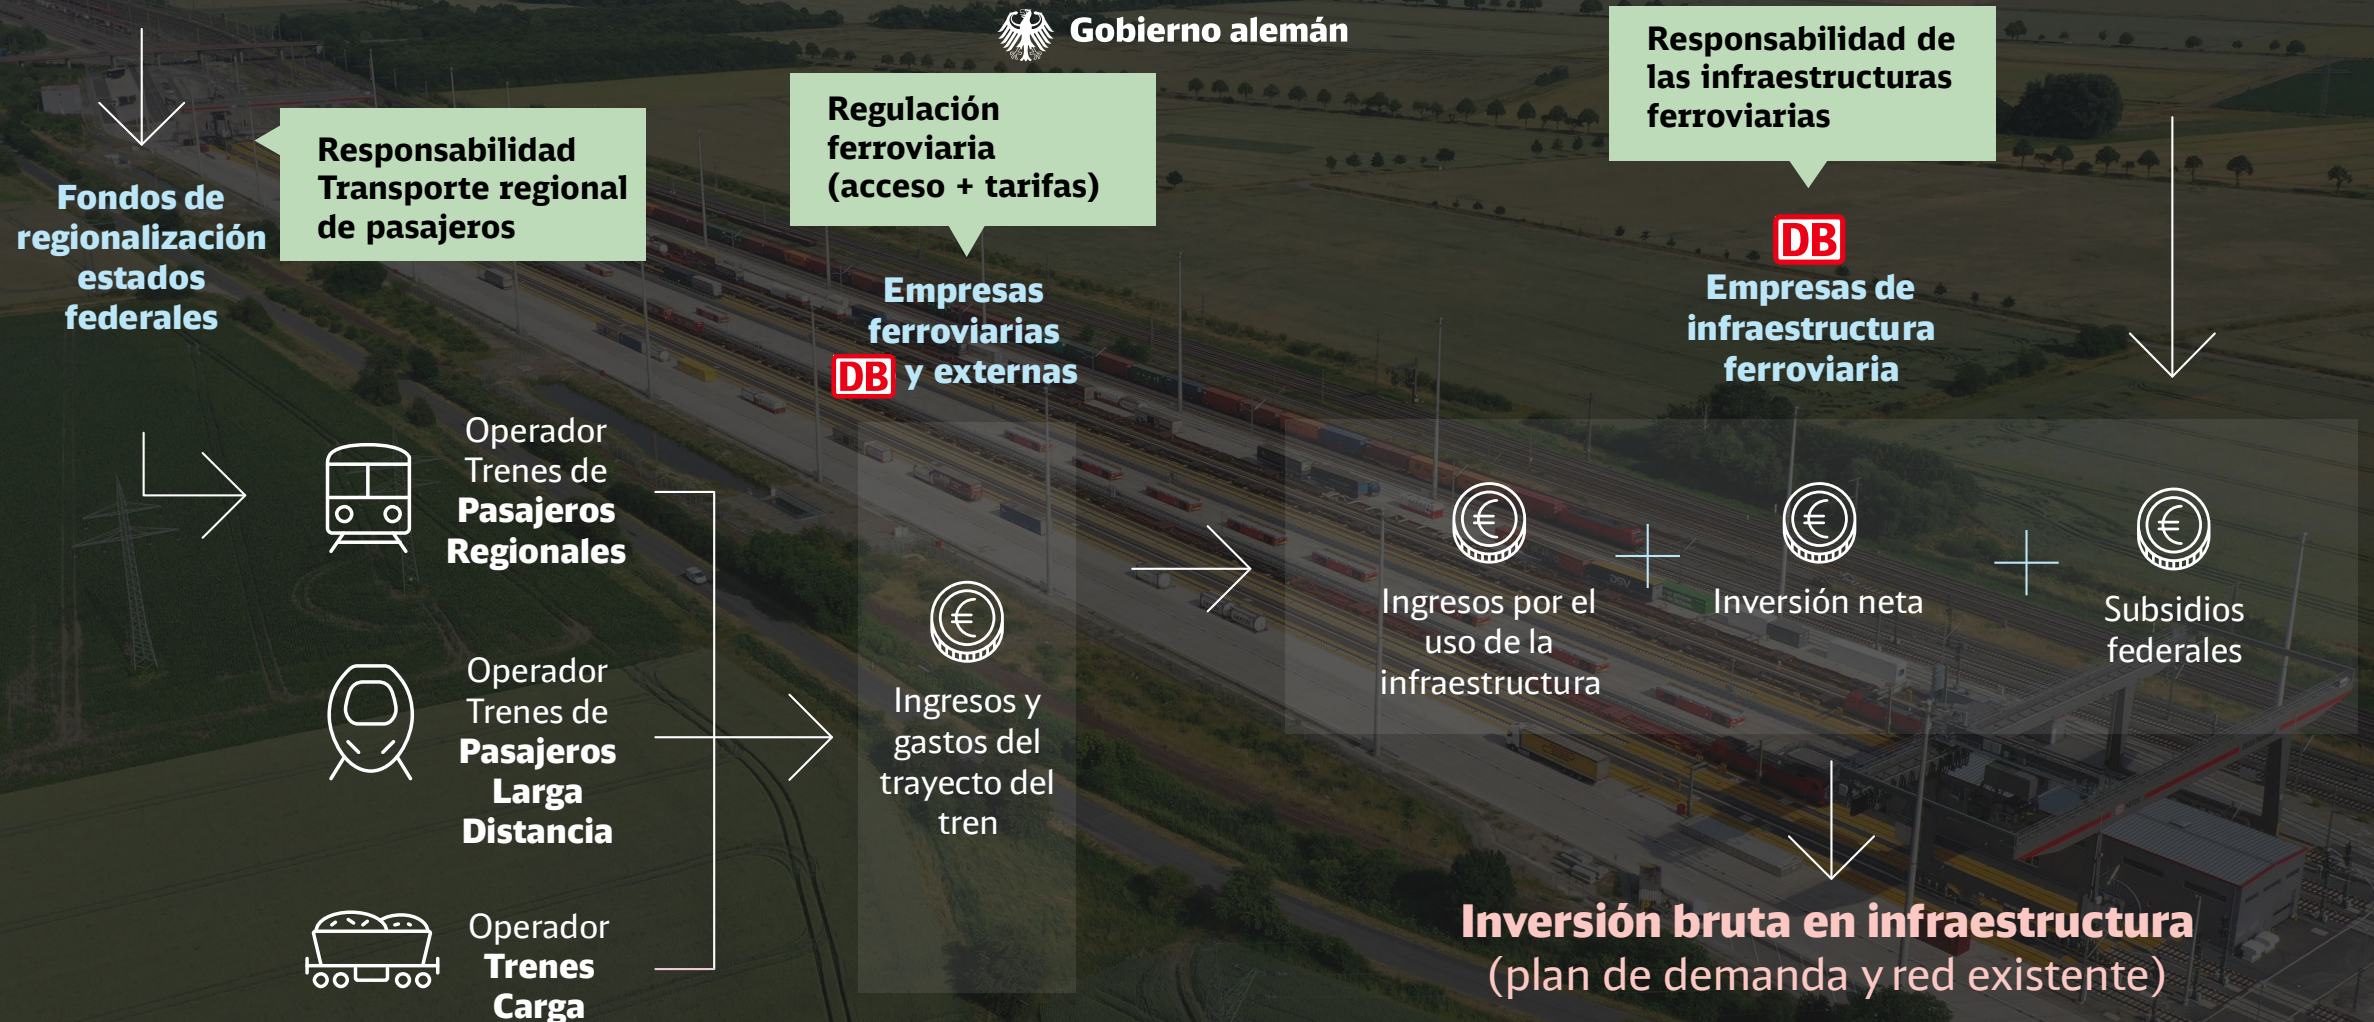 Gobierno alemán
Responsabilidad
Transporte regional
de pasajeros
Regulación
ferroviaria
(acceso + tarifas)
Responsabilidad de
las infraestructuras
ferroviarias
Fondos de
regionalización
estados
federales
Empresas
ferroviarias
DB y externas
DB
Empresas de
infraestructura
ferroviaria
Operador
Trenes de
Pasajeros
Regionales
Operador
Trenes de
Pasajeros
Larga
Distancia
Operador
Trenes
Carga
Ingresos y
gastos del
trayecto del
tren
Ingresos por el
uso de la
infraestructura
Inversión neta
Subsidios
federales
Inversión bruta en infraestructura
(plan de demanda y red existente)